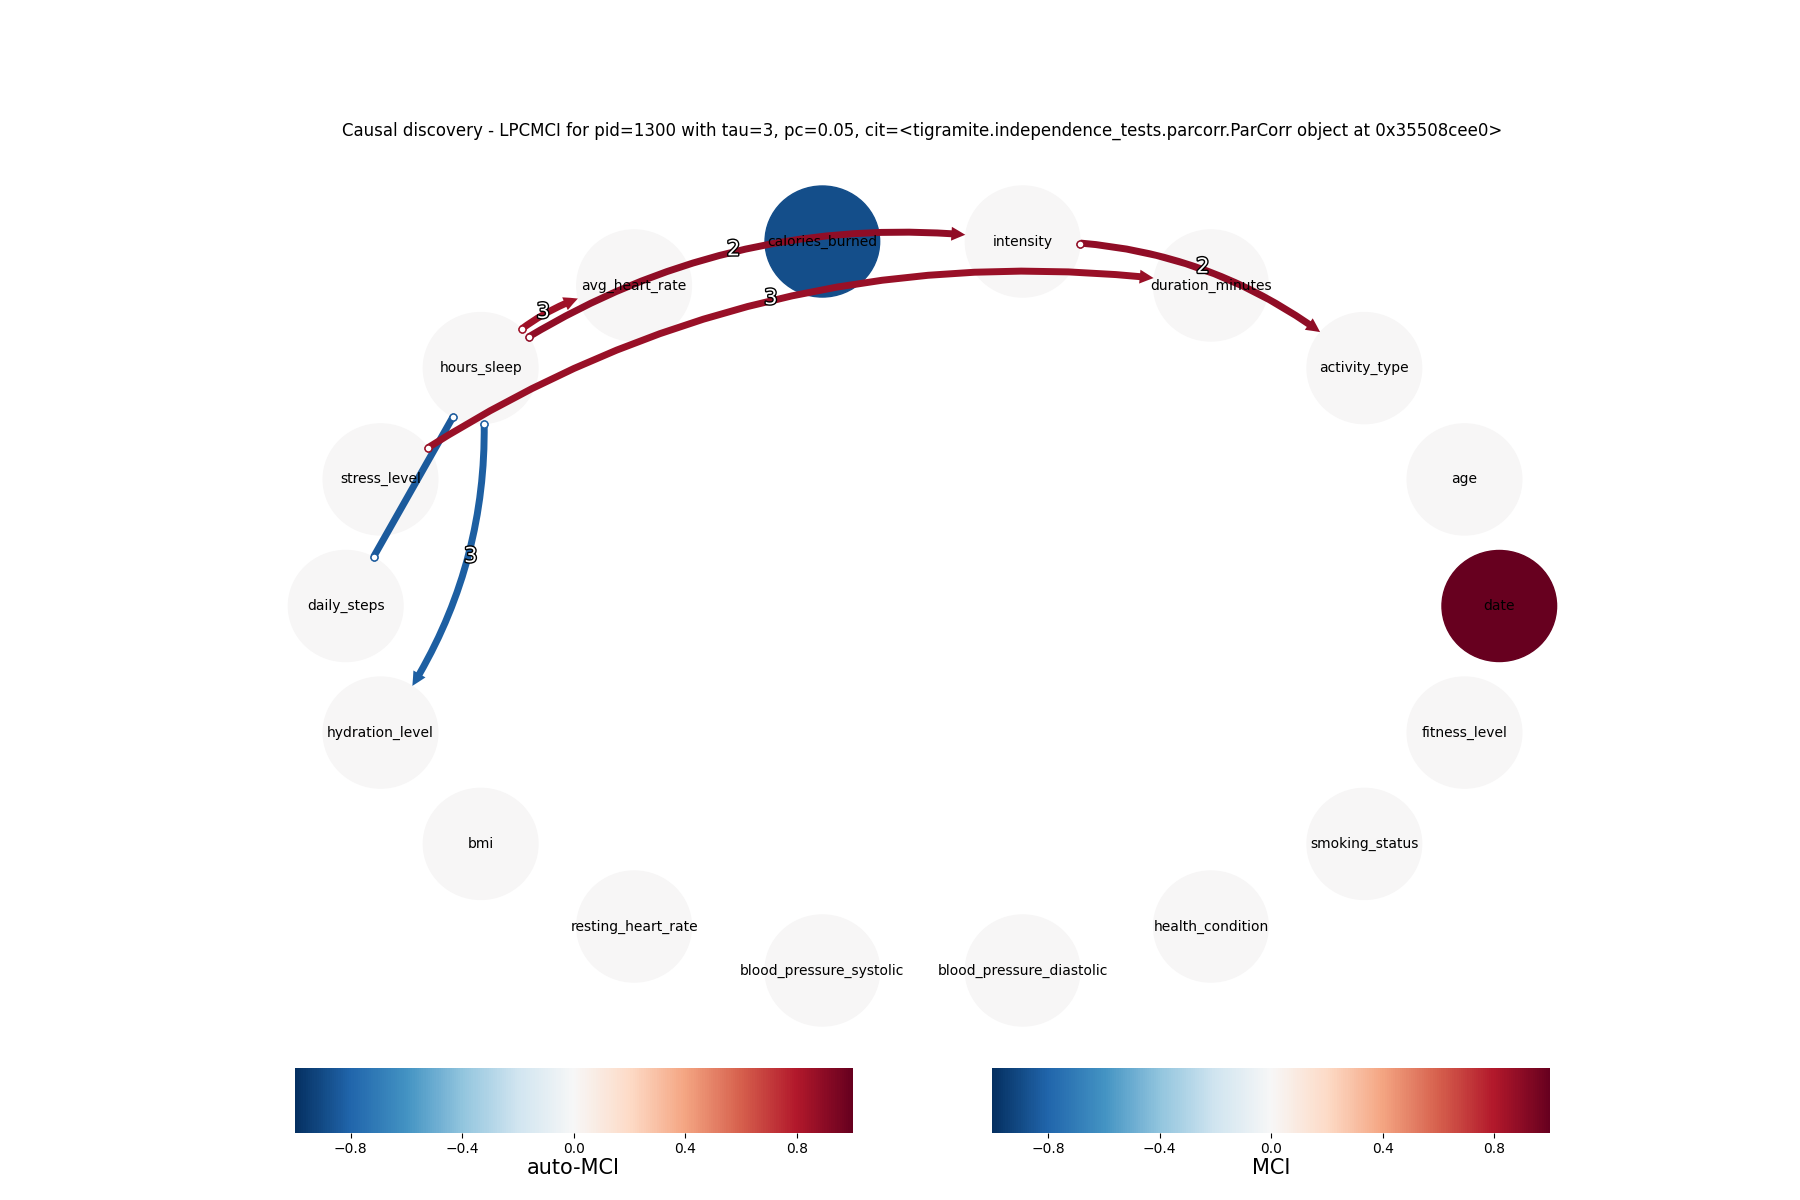 Causal discovery - LPCMCI for pid=1300 with tau=3, pc=0.05, cit=<tigramite.independence_tests.parcorr.ParCorr object at 0x35508cee0>
calories_burned
intensity
2
2
avg_heart_rate
duration_minutes
3
3
hours_sleep
activity_type
stress_level
age
3
daily_steps
date
hydration_level
fitness_level
bmi
smoking_status
resting_heart_rate
health_condition
blood_pressure_systolic
blood_pressure_diastolic
−0.8 −0.4 0.0 0.4 0.8
auto-MCI
−0.8 −0.4 0.0 0.4 0.8
MCI